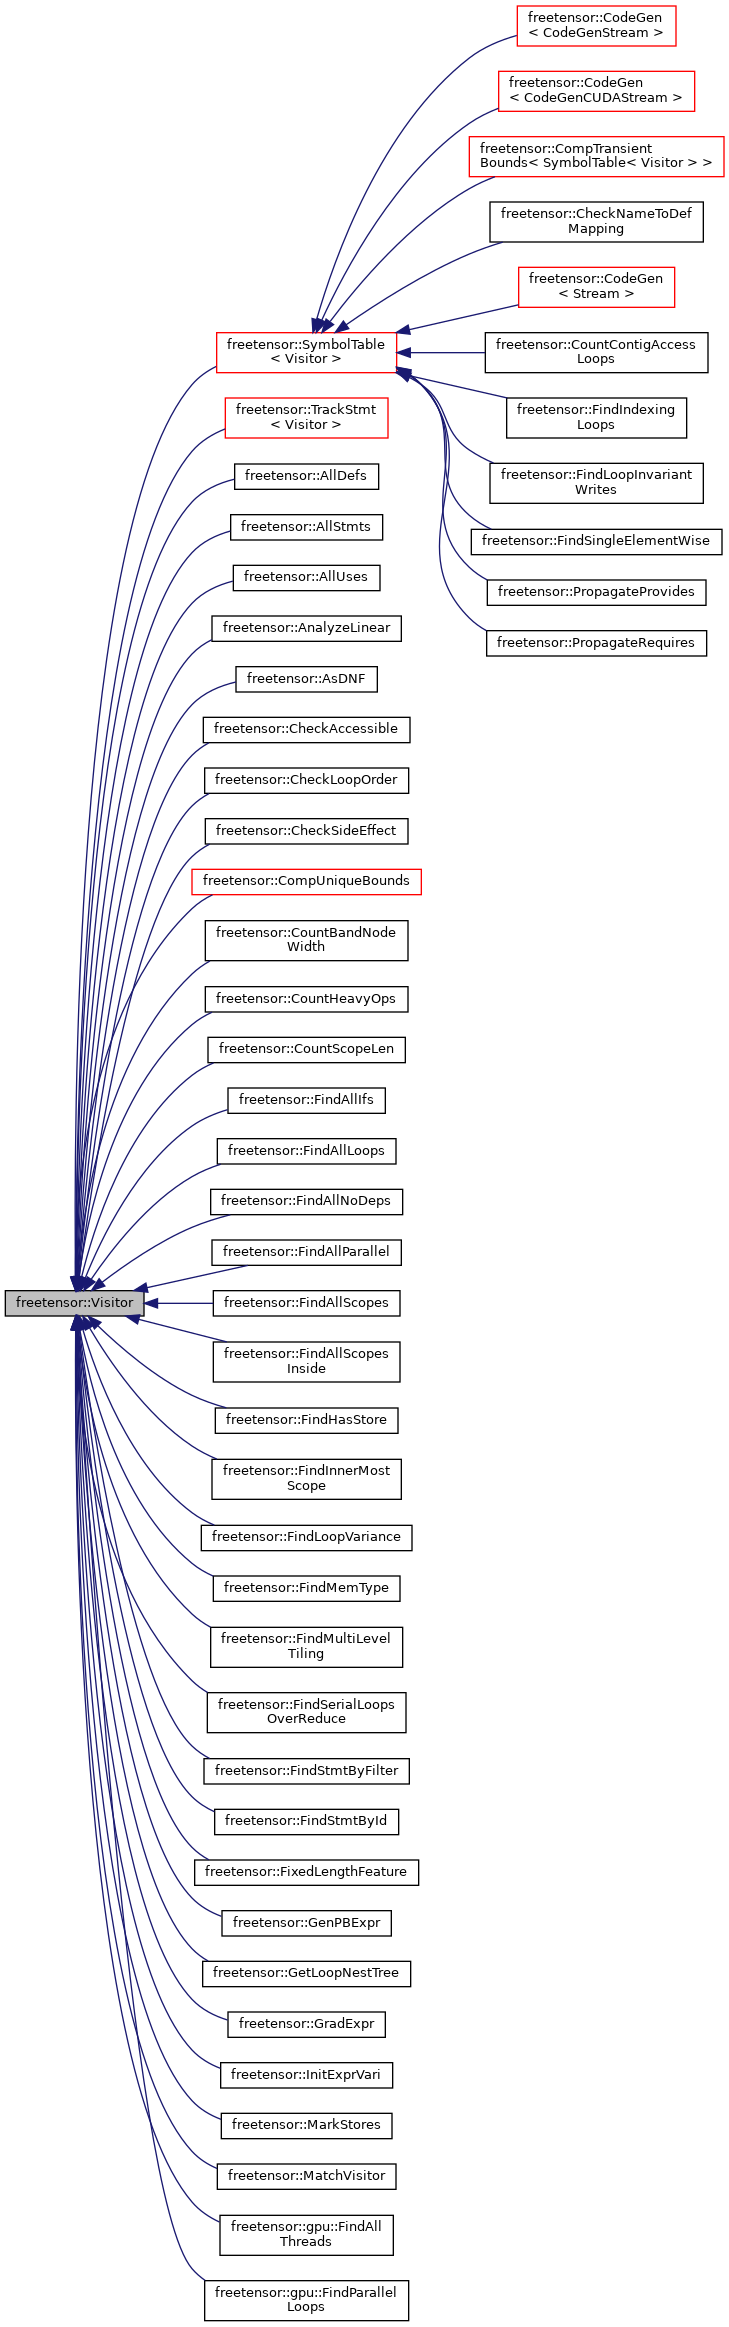 freetensor::CodeGen
< CodeGenStream >
freetensor::CodeGen
< CodeGenCUDAStream >
freetensor::CompTransient
Bounds< SymbolTable< Visitor > >
freetensor::CheckNameToDef
Mapping
freetensor::CodeGen
< Stream >
freetensor::SymbolTable
< Visitor >
freetensor::CountContigAccess
Loops
freetensor::FindIndexing
Loops
freetensor::FindLoopInvariant
Writes
freetensor::FindSingleElementWise
freetensor::PropagateProvides
freetensor::PropagateRequires
freetensor::TrackStmt
< Visitor >
freetensor::AllDefs
freetensor::AllStmts
freetensor::AllUses
freetensor::AnalyzeLinear
freetensor::AsDNF
freetensor::CheckAccessible
freetensor::CheckLoopOrder
freetensor::CheckSideEffect
freetensor::CompUniqueBounds
freetensor::CountBandNode
Width
freetensor::CountHeavyOps
freetensor::CountScopeLen
freetensor::FindAllIfs
freetensor::FindAllLoops
freetensor::FindAllNoDeps
freetensor::FindAllParallel
freetensor::Visitor
freetensor::FindAllScopes
freetensor::FindAllScopes
Inside
freetensor::FindHasStore
freetensor::FindInnerMost
Scope
freetensor::FindLoopVariance
freetensor::FindMemType
freetensor::FindMultiLevel
Tiling
freetensor::FindSerialLoops
OverReduce
freetensor::FindStmtByFilter
freetensor::FindStmtById
freetensor::FixedLengthFeature
freetensor::GenPBExpr
freetensor::GetLoopNestTree
freetensor::GradExpr
freetensor::InitExprVari
freetensor::MarkStores
freetensor::MatchVisitor
freetensor::gpu::FindAll
Threads
freetensor::gpu::FindParallel
Loops